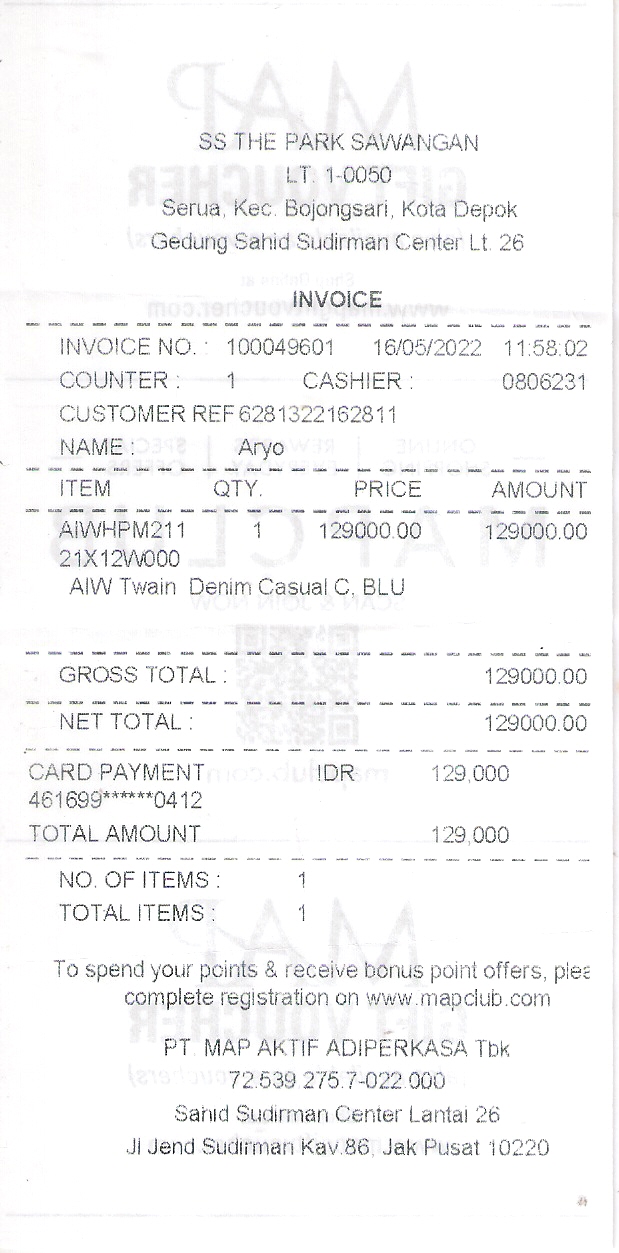 SS THE PARK SAWANGAN
LT. 1-0050
Serua, Kec. Bojongsari, Kota Depok
Gedung Sahid Sudirman Center Lt. 26
INVOICE
INVOICE NO. : 100049601 16/05/2022 11:58:02
COUNTER : 1 CASHIER : 0806231
CUSTOMER REF 6281322162811
NAME : Aryo
ITEM QTY. PRICE AMOUNT
AIWHPM211 1 129000.00 129000.00
21X12W000
AIW Twain Denim Casual C, BLU
GROSS TOTAL : 129000.00
NET TOTAL : 129000.00
CARD PAYMENT IDR 129,000
461699******0412
TOTAL AMOUNT 129,000
NO. OF ITEMS : 1
TOTAL ITEMS : 1
To spend your points & receive bonus point offers, pleas
complete registration on www.mapclub.com
PT. MAP AKTIF ADIPERKASA Tbk
72.539.275.7-022.000
Sahid Sudirman Center Lantai 26
Jl Jend Sudirman Kav.86, Jak Pusat 10220